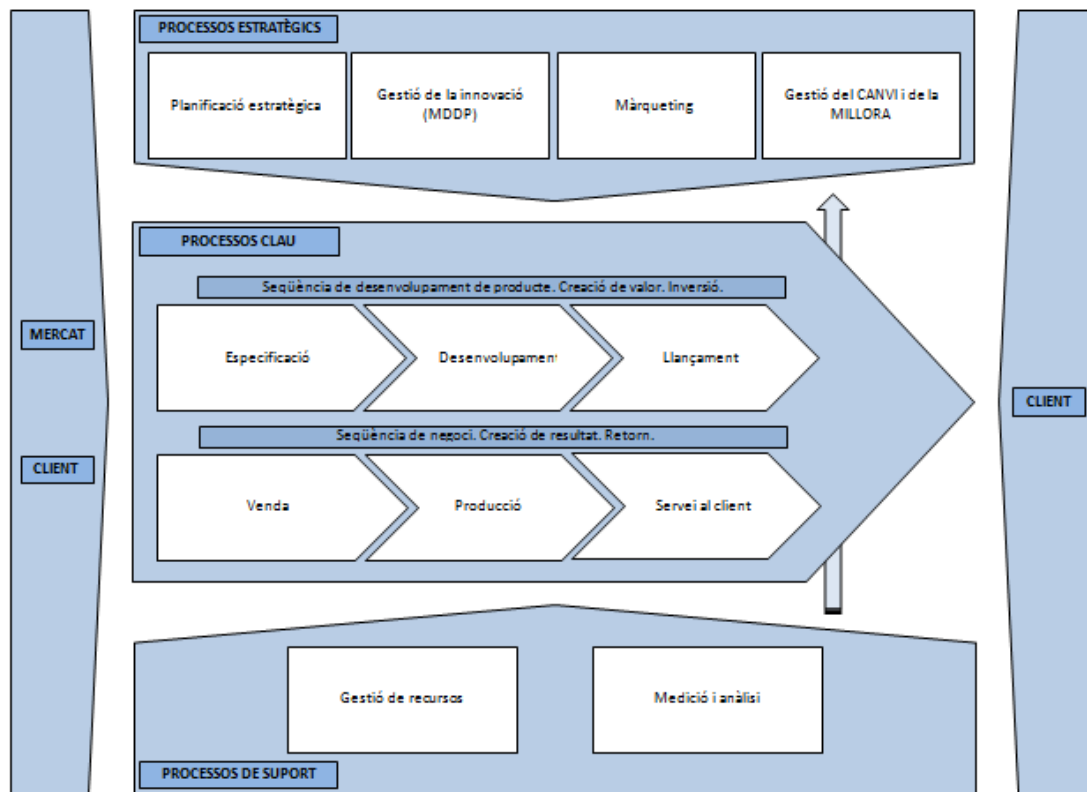 PROCESSOS ESTRATÈGICS
Planificació estratègica
Gestió de la innovació
(MDDP)
Màrqueting
Gestió del CANVI i de la
MILLORA
PROCESSOS CLAU
Seqüència de desenvolupament de producte. Creació de valor. Inversió.
MERCAT
Especificació
Desenvolupament
Llançament
CLIENT
Seqüència de negoci. Creació de resultat. Retorn.
CLIENT
Venda
Producció
Servei al client
Gestió de recursos
Medició i anàlisi
PROCESSOS DE SUPORT